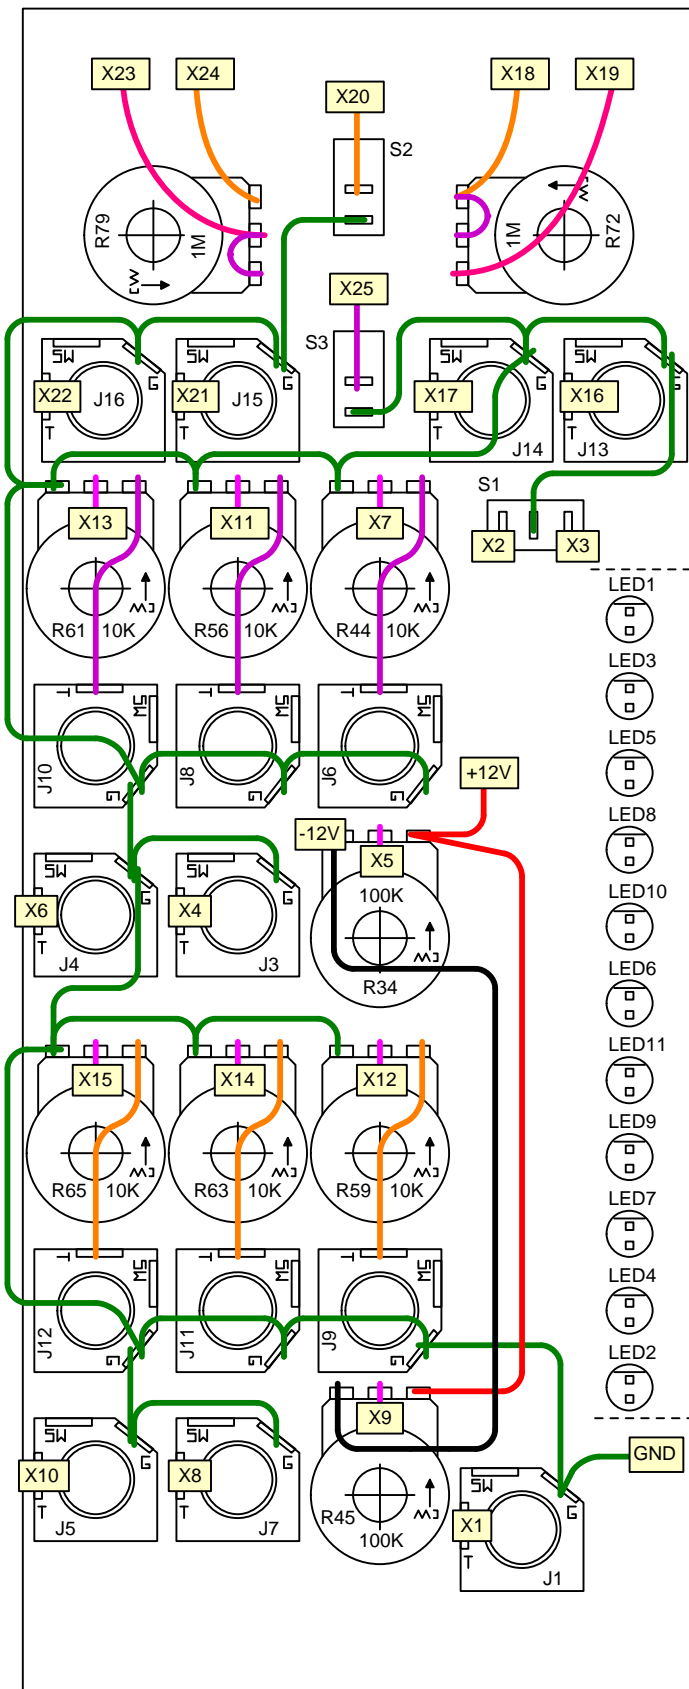 X23
X24
X18
X19
X20
S2
R79
1M
CW
CW
1M
R72
X25
S3
SW
G
X22
J16
T
SW
G
X21
J15
T
SW
G
X17
J14
T
SW
G
X16
J13
T
S1
X2
X3
X13
X11
X7
CW
CW
CW
R61
10K
R56
10K
R44
10K
T
SW
J10
G
T
SW
J8
G
T
SW
J6
G
LED1
LED3
LED5
LED8
LED10
LED6
LED11
LED9
LED7
LED4
LED2
+12V
-12V
X5
100K
CW
R34
SW
G
X6
T
J4
SW
G
X4
T
J3
X15
X14
X12
CW
CW
CW
R65
10K
R63
10K
R59
10K
T
SW
J12
G
T
SW
J11
G
T
SW
J9
G
X9
CW
R45
100K
SW
G
X10
T
J5
SW
G
X8
T
J7
GND
SW
G
X1
T
J1